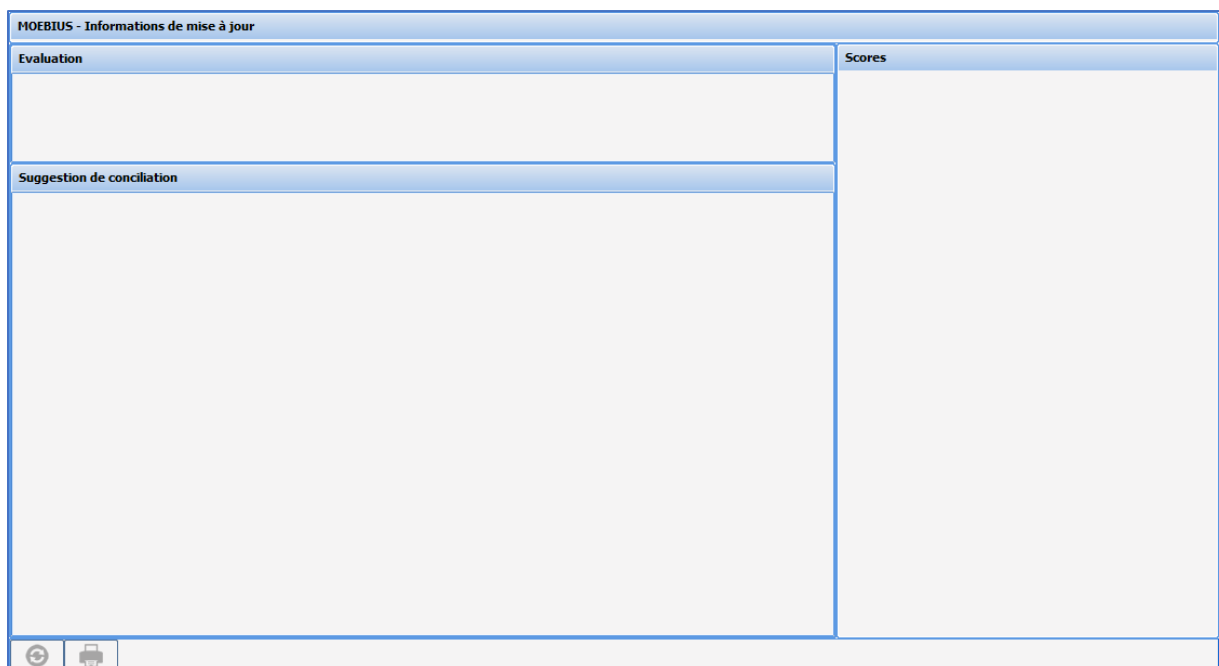 MOEBIUS - Informations de mise à jour
Evaluation
Scores
Suggestion de conciliation